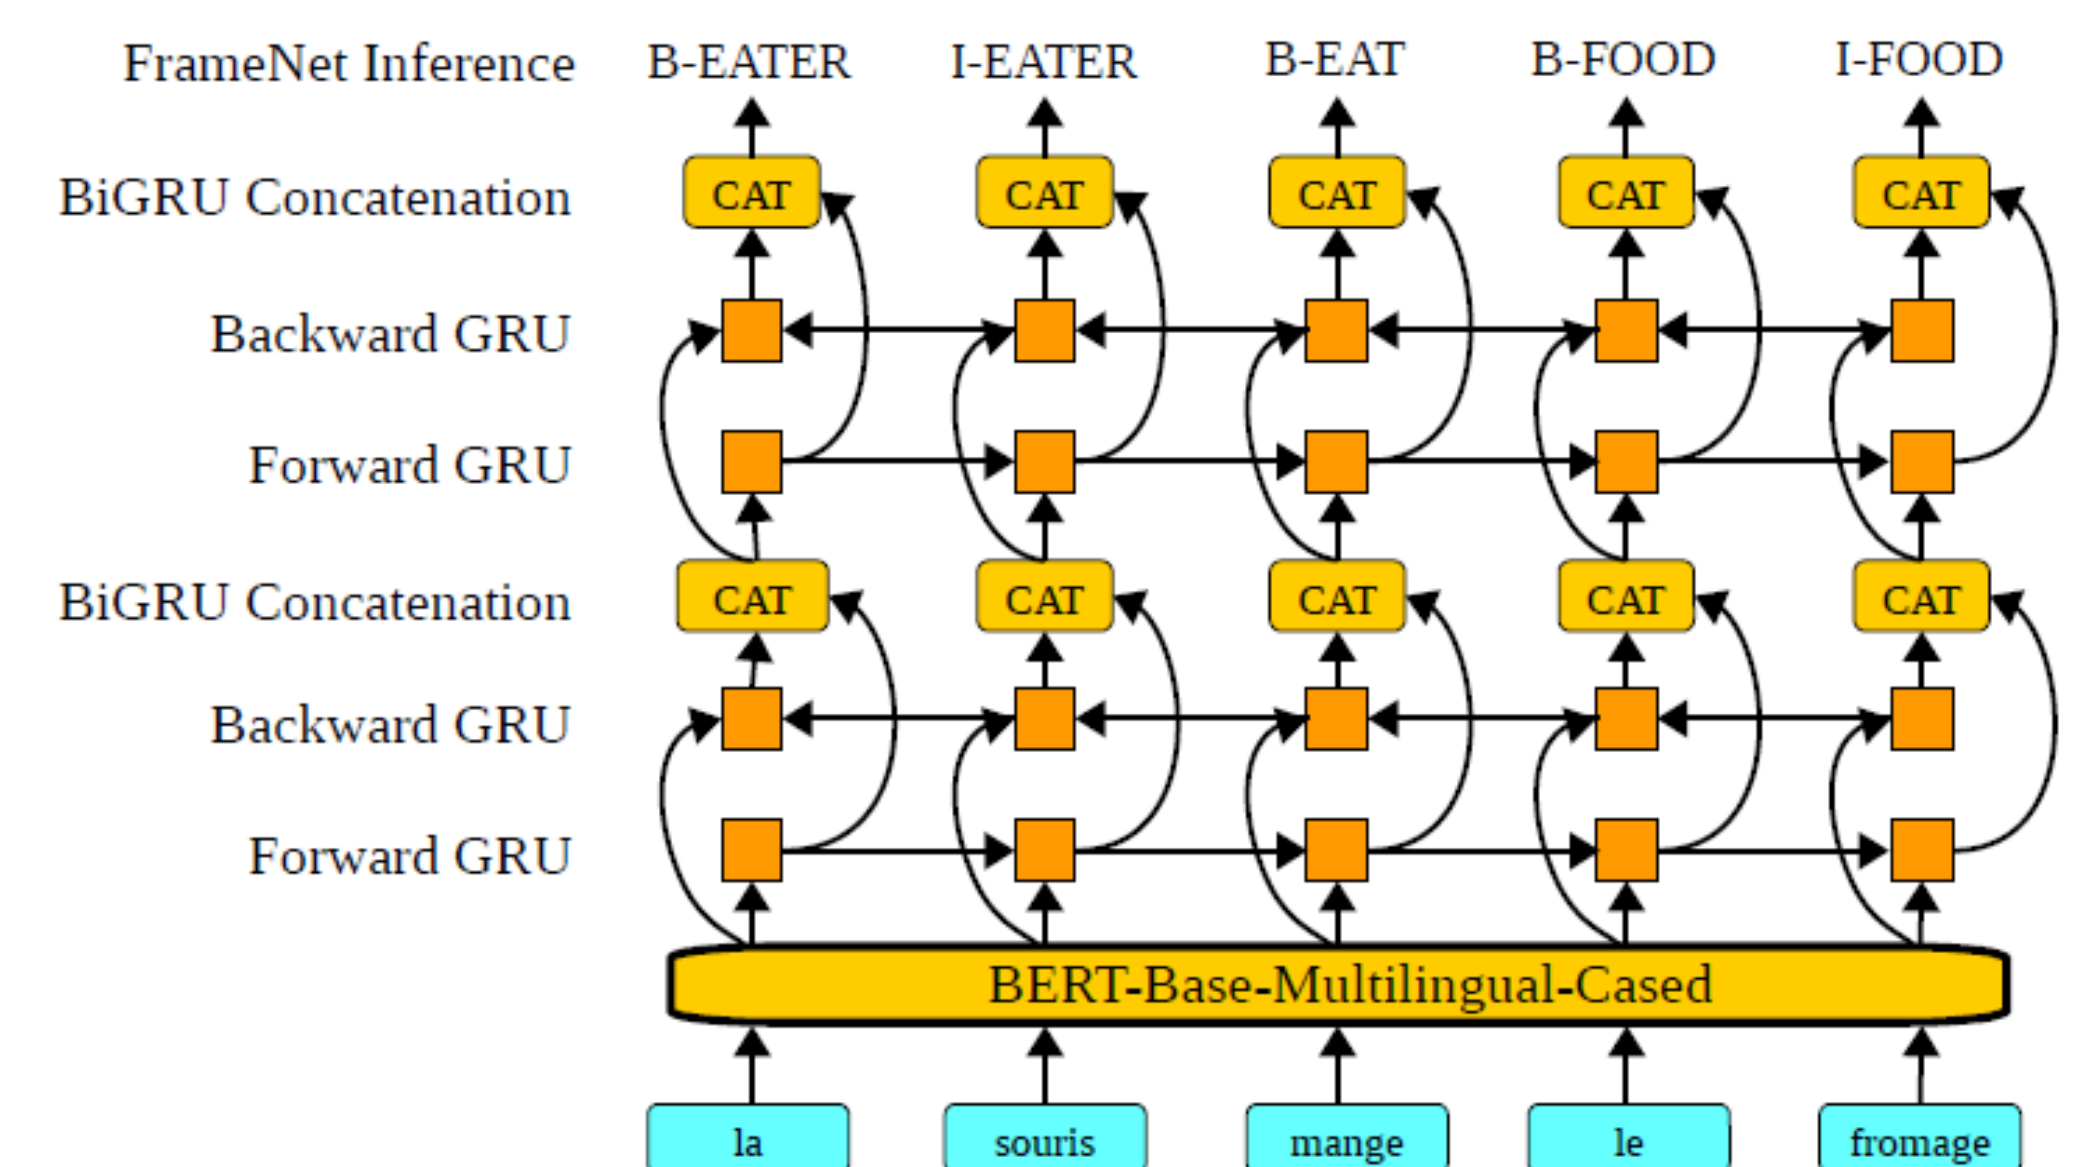 FrameNet Inference B-EATER I-EATER B-EAT B-FOOD I-FOOD
BiGRU Concatenation CAT CAT CAT CAT CAT
Backward GRU
Forward GRU
BiGRU Concatenation CAT CAT CAT CAT CAT
Backward GRU
Forward GRU
BERT-Base-Multilingual-Cased
la souris mange le fromage